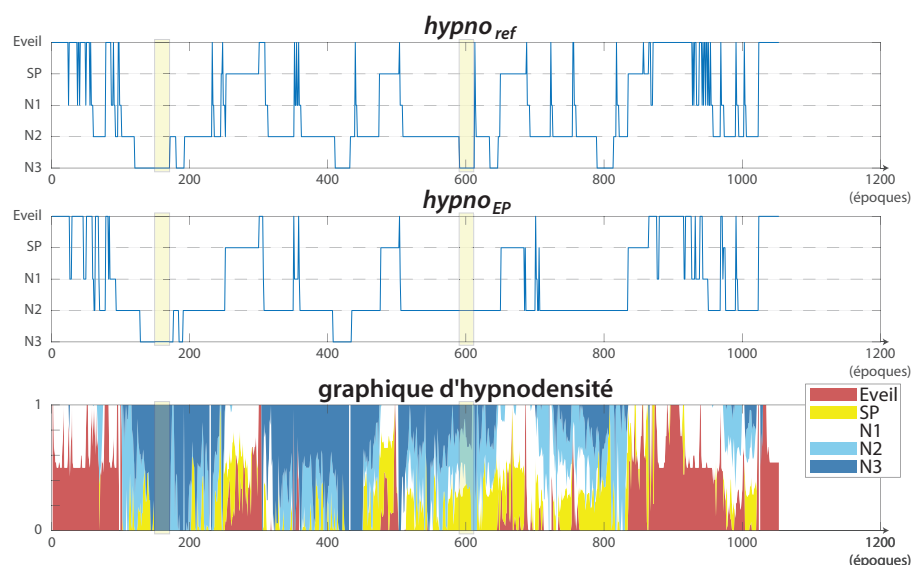 hypno ref
Eveil
SP
N1
N2
N3
0 200 400 600 800 1000 1200
(époques)
hypno EP
Eveil
SP
N1
N2
N3
0 200 400 600 800 1000 1200
(époques)
graphique d'hypnodensité
1
0
0 200 400 600 800 1000 1200
(époques)
Eveil
SP
N1
N2
N3